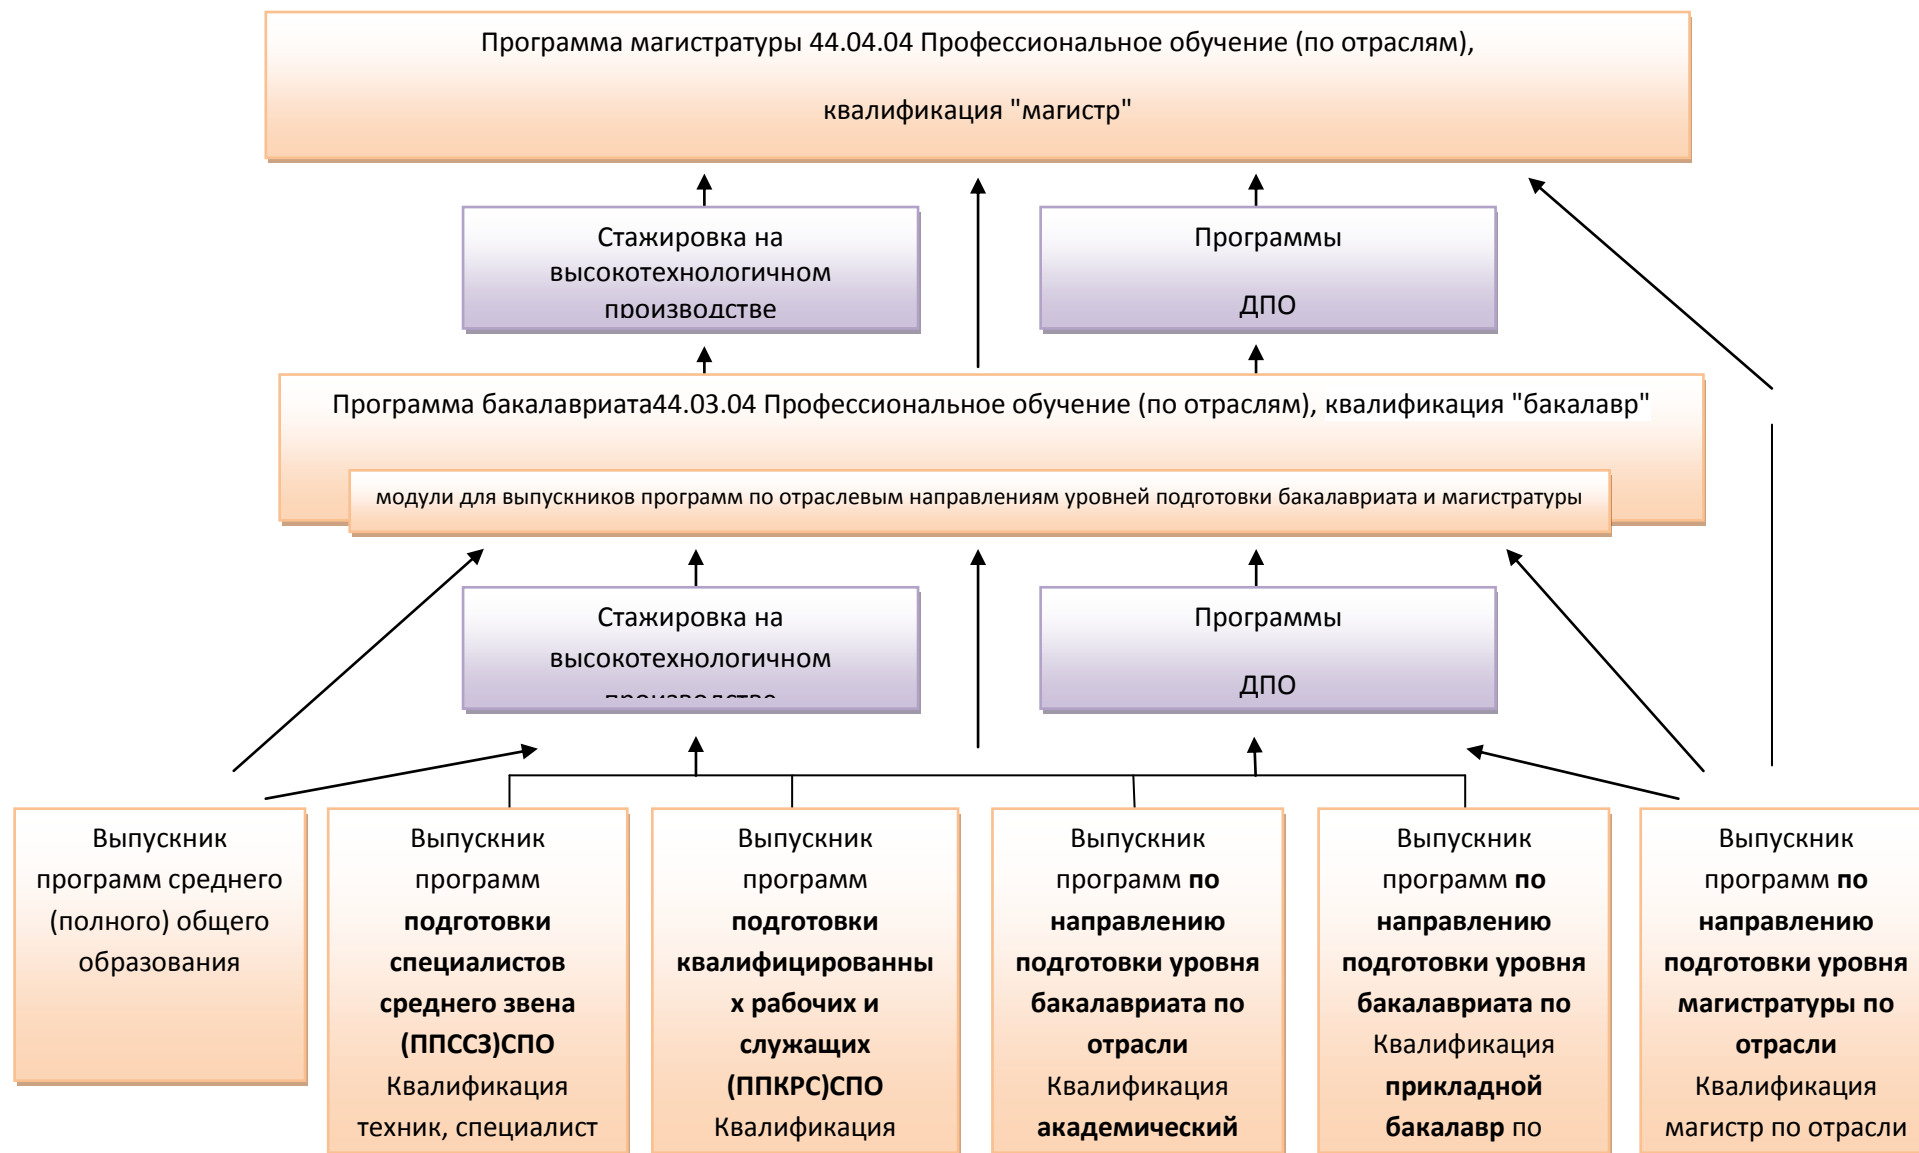 Программа магистратуры 44.04.04 Профессиональное обучение (по отраслям),
квалификация "магистр"
Стажировка на
высокотехнологичном
производстве
Программы
ДПО
Программа бакалавриата44.03.04 Профессиональное обучение (по отраслям), квалификация "бакалавр"
модули для выпускников программ по отраслевым направлениям уровней подготовки бакалавриата и магистратуры
Стажировка на
высокотехнологичном
производстве
Программы
ДПО
Выпускник
программ среднего
(полного) общего
образования
Выпускник
программ
подготовки
специалистов
среднего звена
(ППССЗ)СПО
Квалификация
техник, специалист
Выпускник
программ
подготовки
квалифицированны
х рабочих и
служащих
(ППКРС)СПО
Квалификация
Выпускник
программ по
направлению
подготовки уровня
бакалавриата по
отрасли
Квалификация
академический
Выпускник
программ по
направлению
подготовки уровня
бакалавриата по
Квалификация
прикладной
бакалавр по
Выпускник
программ по
направлению
подготовки уровня
магистратуры по
отрасли
Квалификация
магистр по отрасли